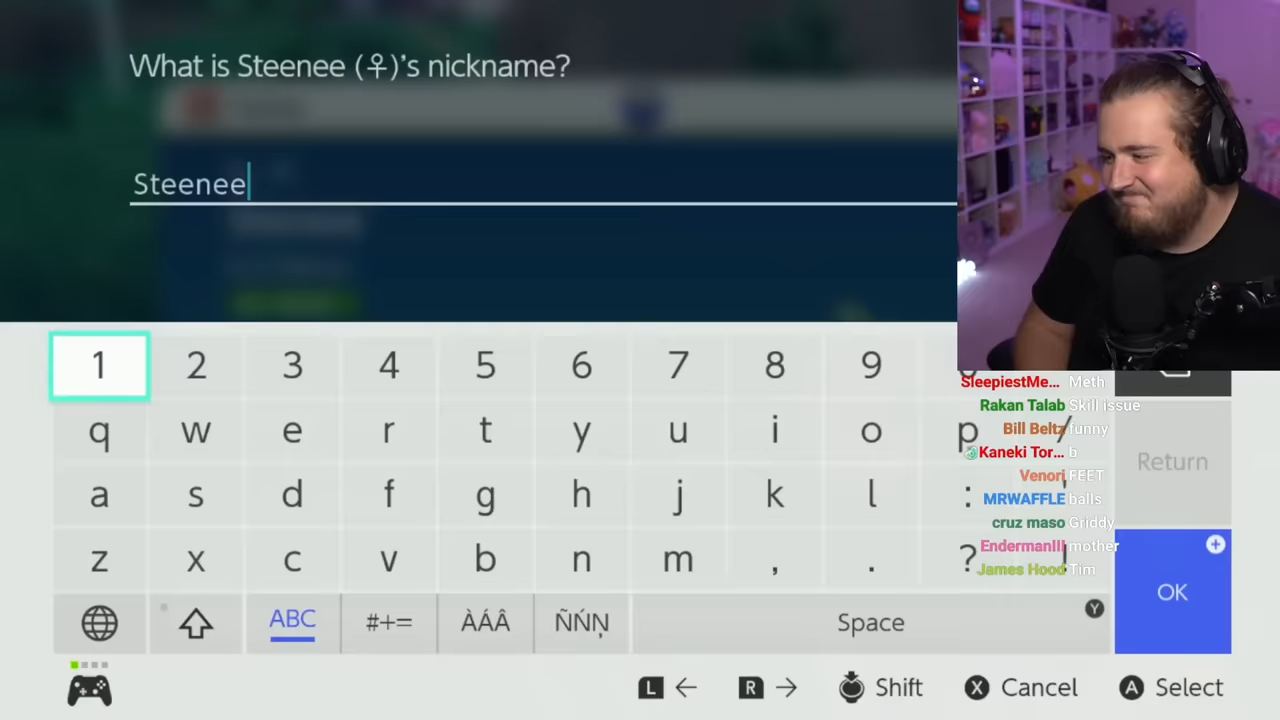 What is Steenee (♀)'s nickname?
Steenee
1 2 3 4 5 6 7 8 9
q w e r t y u i o p /
a s d f g h j k l : '
z x c v b n m , . ? !
ABC #+= ÀÁÂ ÑŃŅ Space Y
Return
+
OK
SleepiestMe... Meth
Rakan Talab Skill issue
Bill Beltz funny
Kaneki Tor... b
Venori FEET
MRWAFFLE balls
cruz maso Griddy
EndermanIII mother
James Hood Tim
L ← R → Shift X Cancel A Select